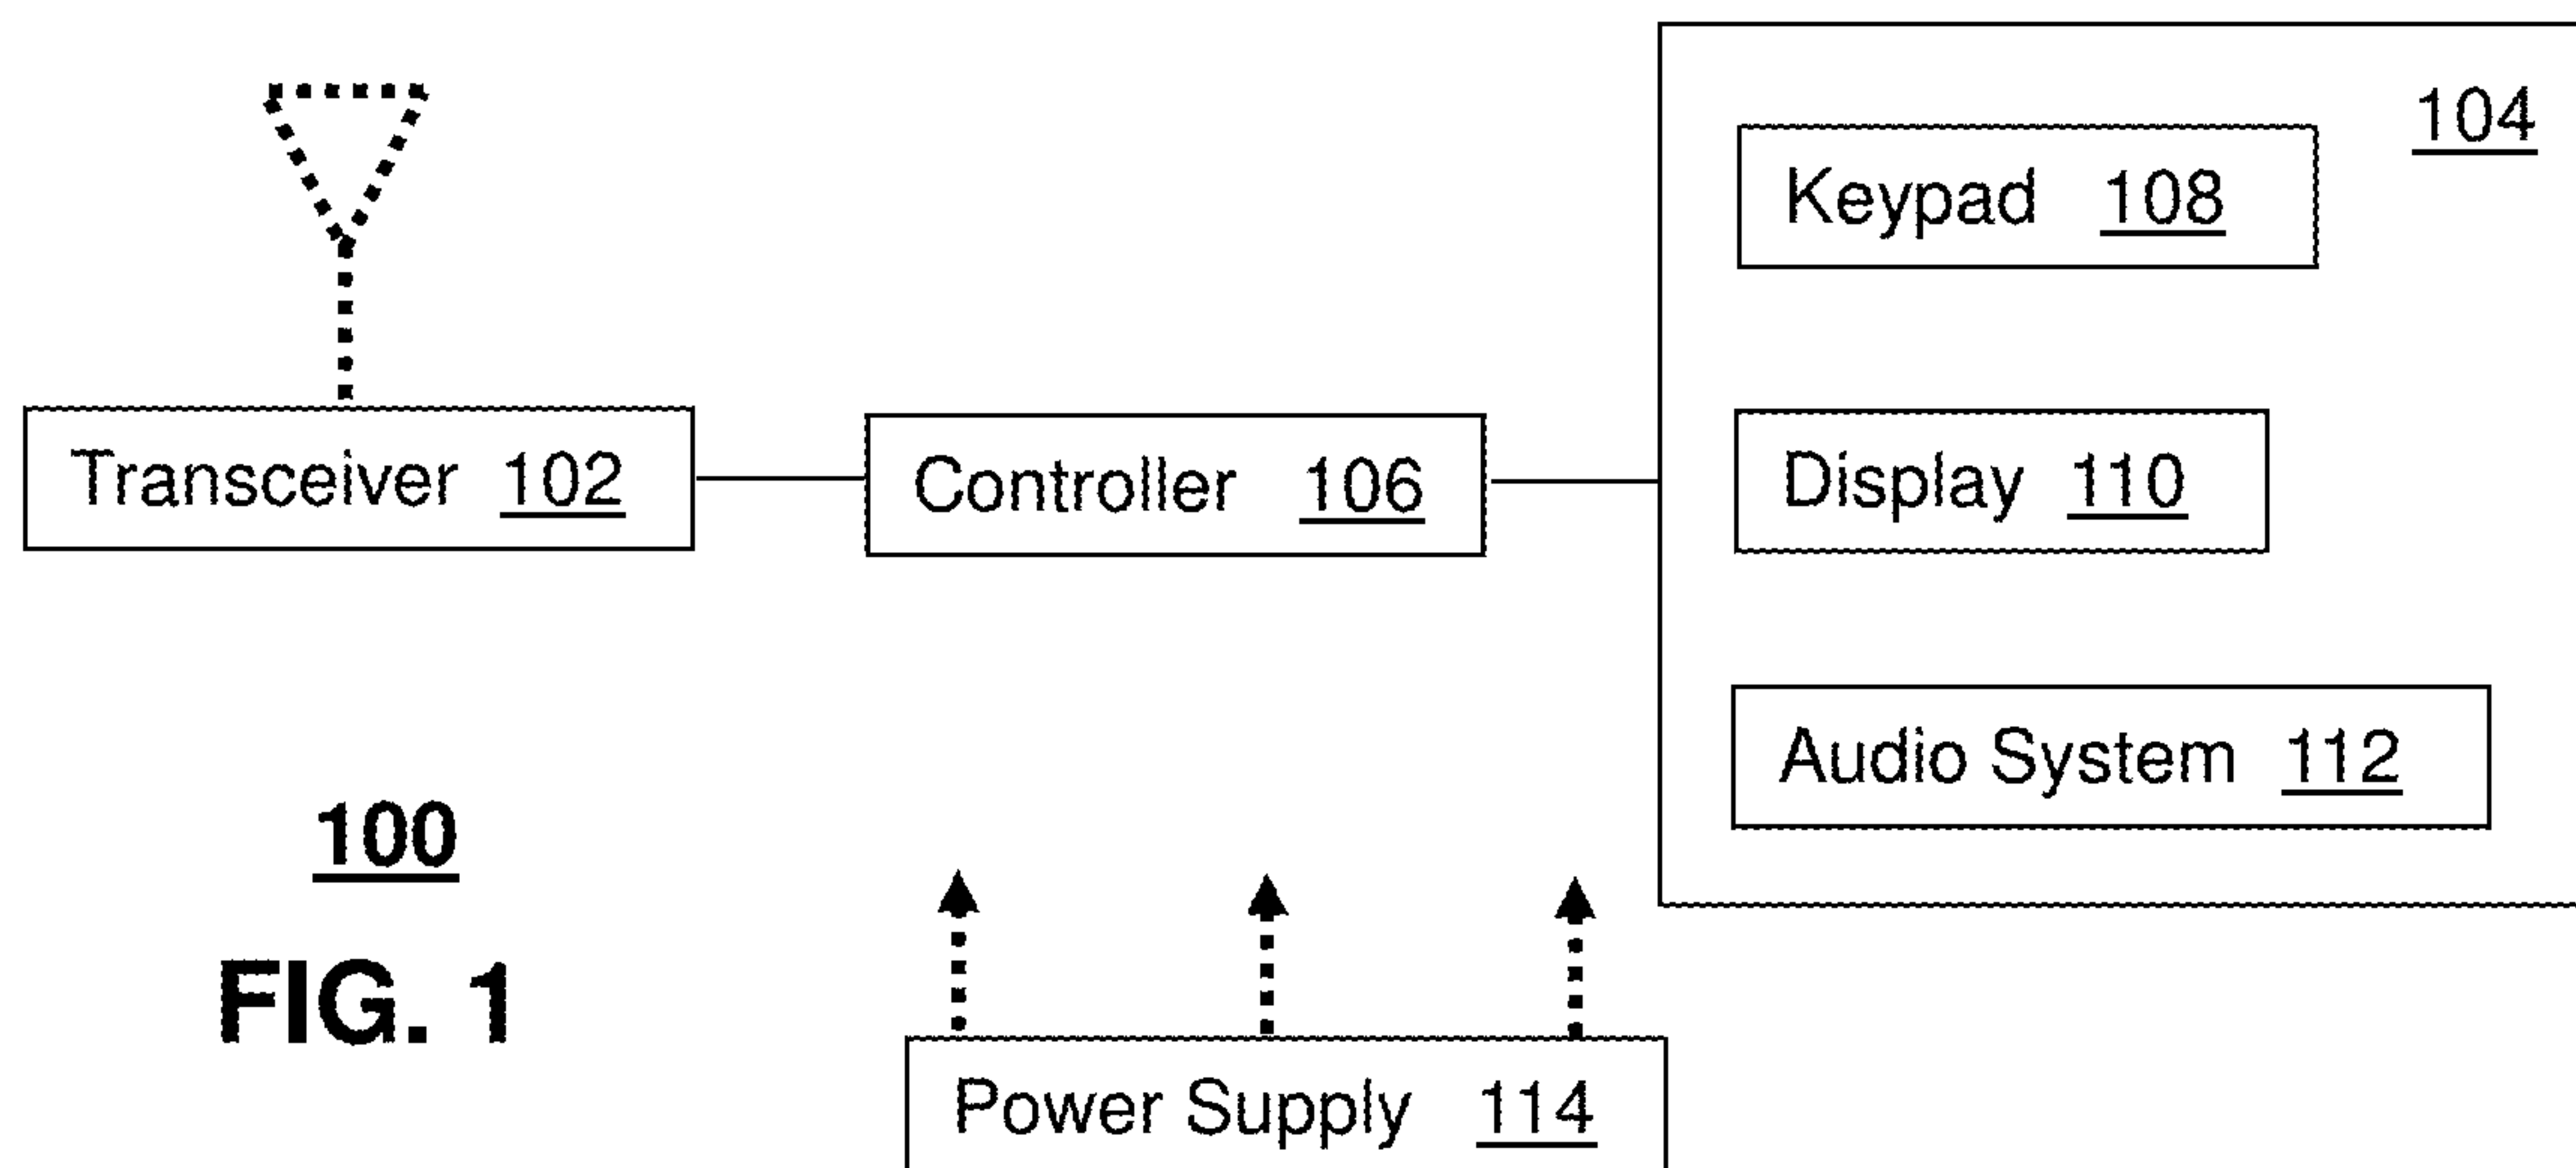 104
Keypad 108
Transceiver 102
Controller 106
Display 110
Audio System 112
100
FIG. 1
Power Supply 114